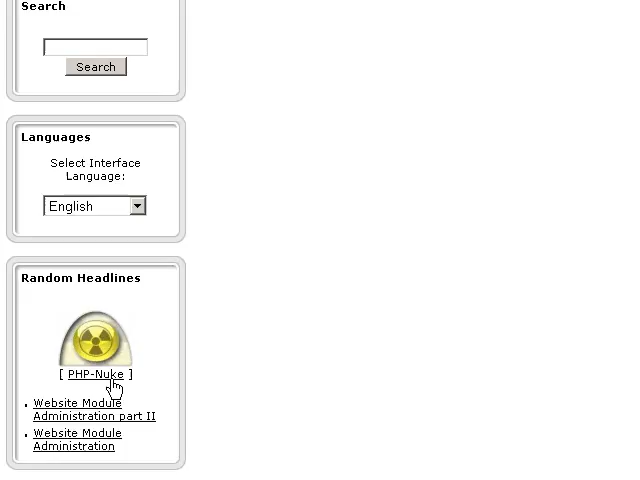 Search
Search
Languages
Select Interface
Language:
English
Random Headlines
[ PHP-Nuke ]
Website Module
Administration part II
Website Module
Administration